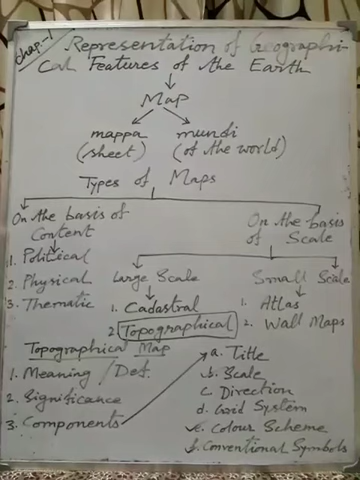 Chap-1
Representation of Geographi-
cal Features of the Earth
Map
mappa mundi
(sheet) (of the world)
Types of Maps
On the basis of
Content
1. Political
2. Physical
3. Thematic
On the basis
of Scale
Large Scale
1. Cadastral
2. Topographical
Small Scale
1. Atlas
2. Wall Maps
Topographical Map
1. Meaning / Def.
2. Significance
3. Components
a. Title
b. Scale
c. Direction
d. Grid System
e. Colour Scheme
f. Conventional Symbols